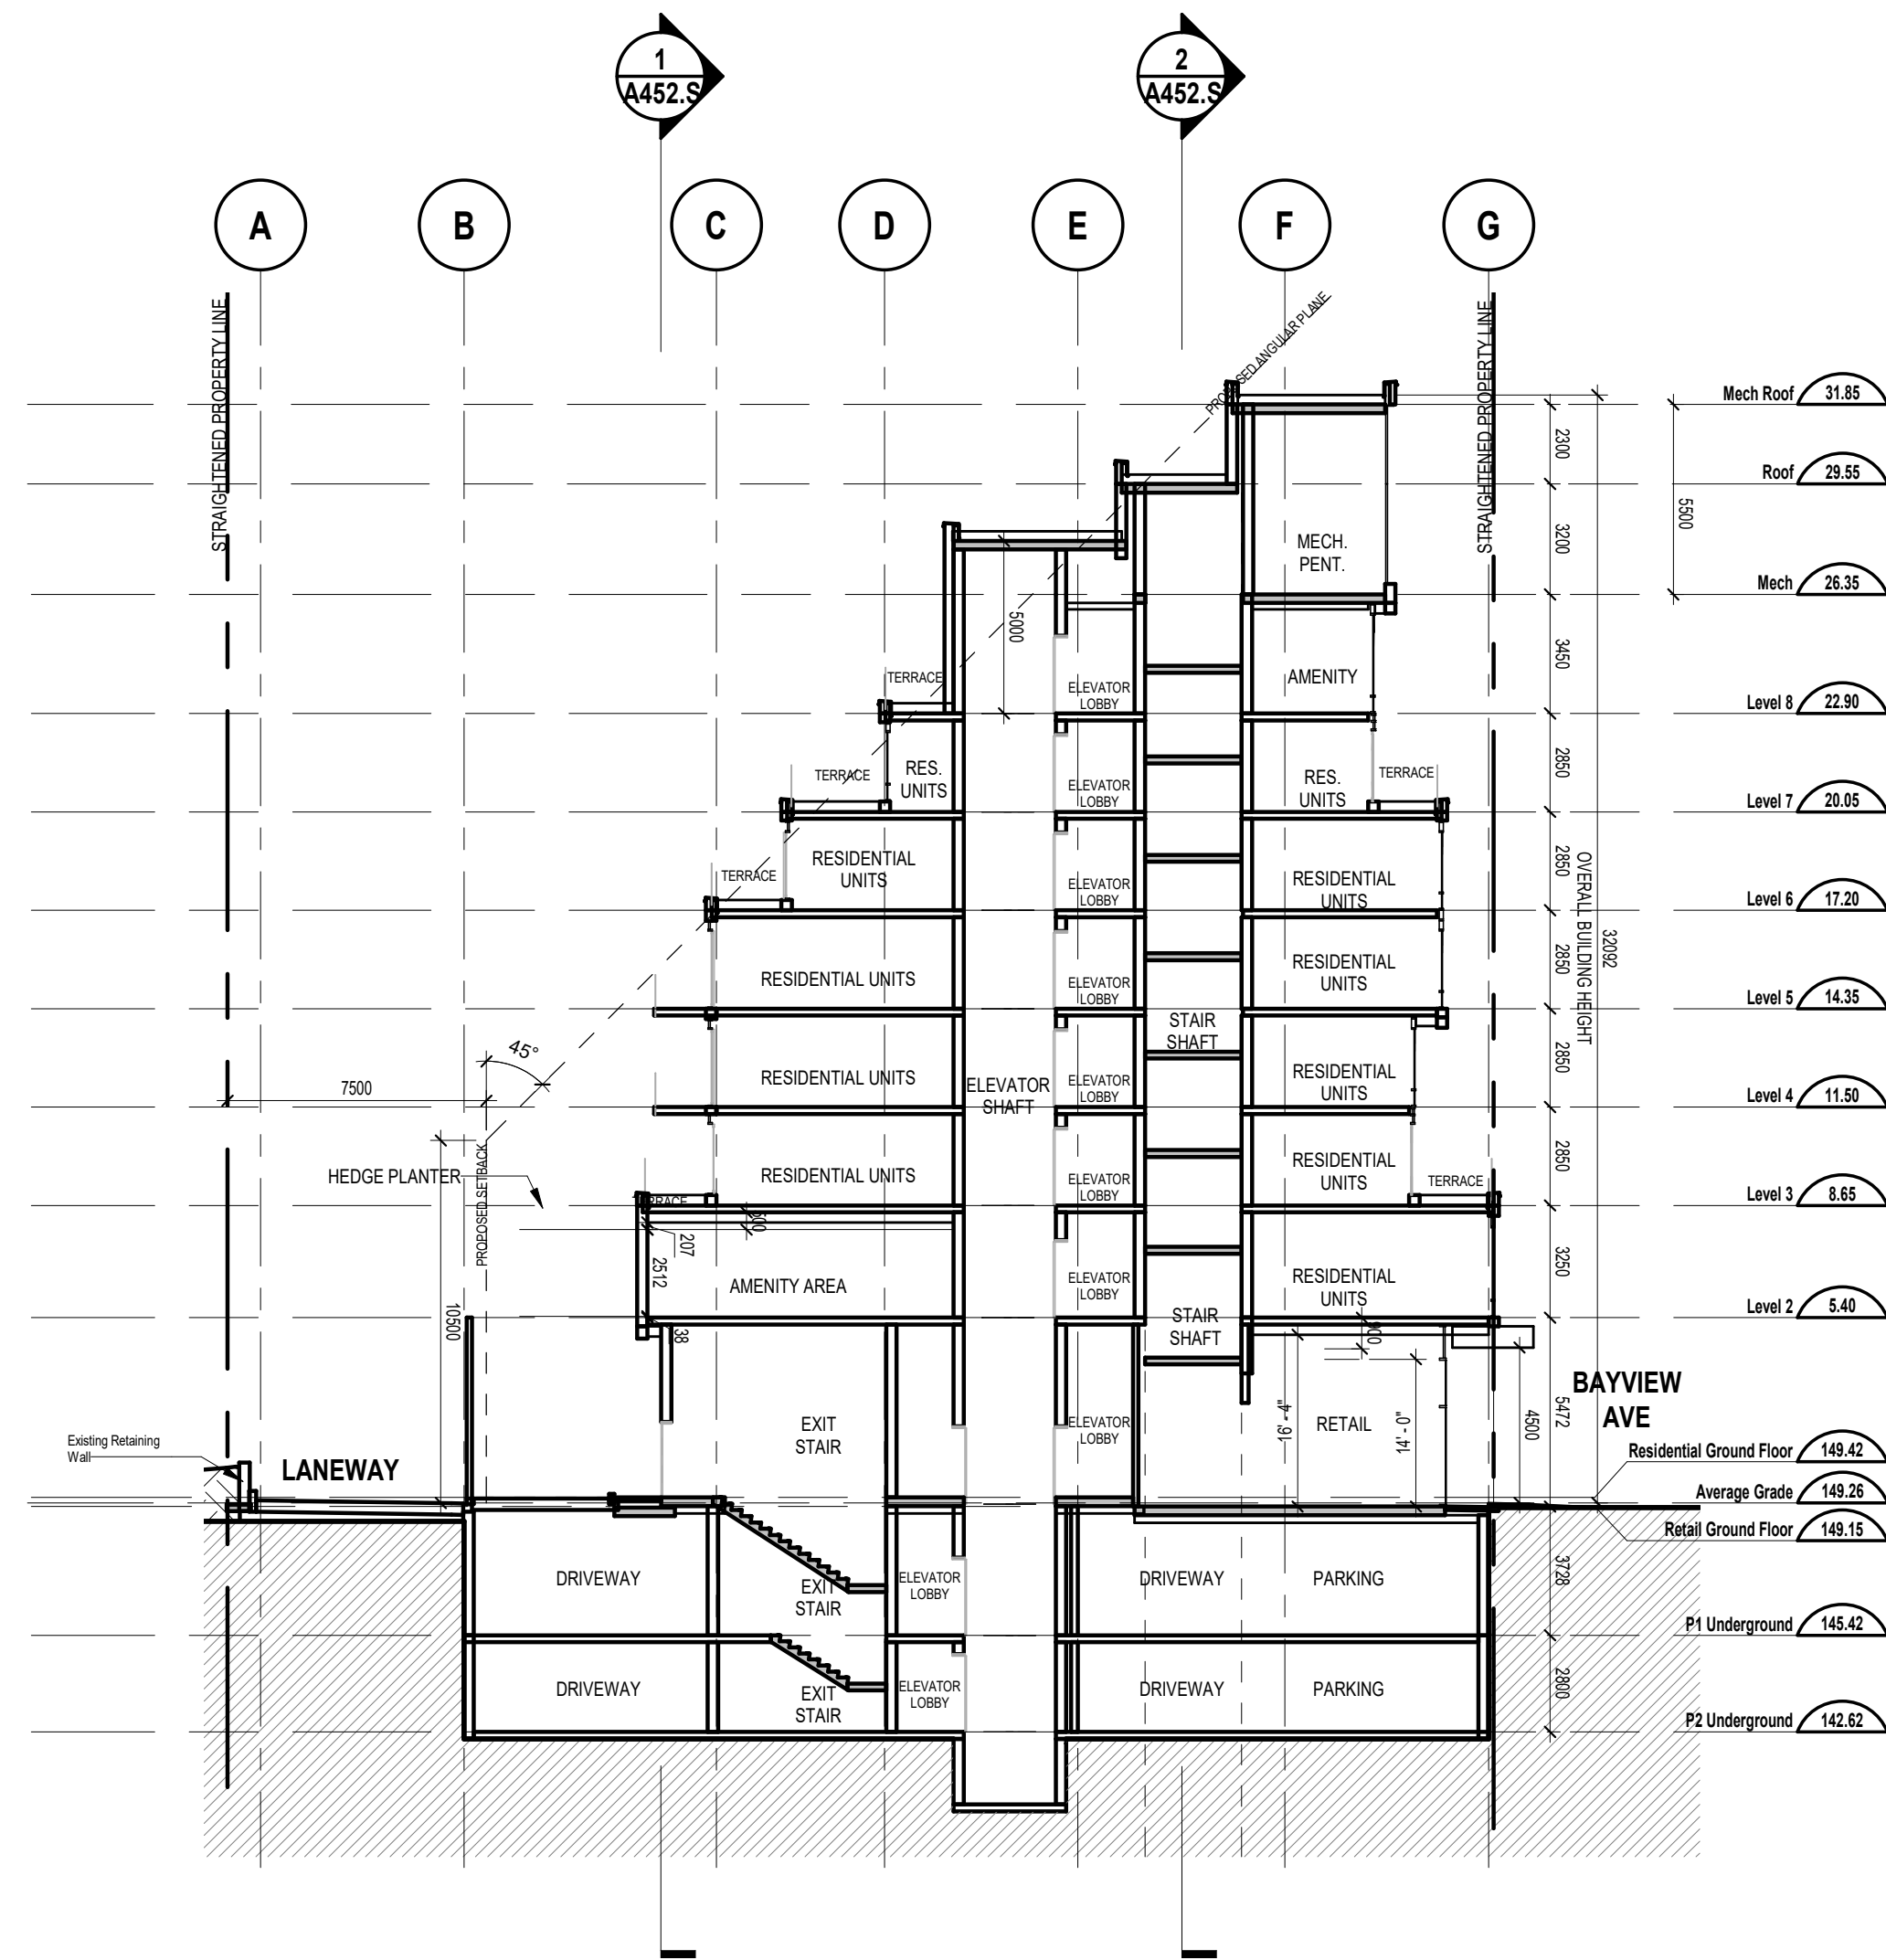 1
A452.S
2
A452.S
A
B
C
D
E
F
G
STRAIGHTENED PROPERTY LINE
PROPOSED ANGULAR PLANE
STRAIGHTENED PROPERTY LINE
Mech Roof 31.85
2300
Roof 29.55
5500
3200
MECH.
PENT.
Mech 26.35
5000
3450
TERRACE
ELEVATOR
LOBBY
AMENITY
Level 8 22.90
2850
TERRACE
RES.
UNITS
ELEVATOR
LOBBY
RES.
UNITS
TERRACE
Level 7 20.05
2850
OVERALL BUILDING HEIGHT
32092
TERRACE
RESIDENTIAL
UNITS
ELEVATOR
LOBBY
RESIDENTIAL
UNITS
Level 6 17.20
2850
RESIDENTIAL UNITS
ELEVATOR
LOBBY
RESIDENTIAL
UNITS
Level 5 14.35
STAIR
SHAFT
2850
45°
7500
RESIDENTIAL UNITS
ELEVATOR
SHAFT
ELEVATOR
LOBBY
RESIDENTIAL
UNITS
Level 4 11.50
2850
HEDGE PLANTER
PROPOSED SETBACK
RESIDENTIAL UNITS
ELEVATOR
LOBBY
RESIDENTIAL
UNITS
TERRACE
Level 3 8.65
207
2512
3250
AMENITY AREA
ELEVATOR
LOBBY
RESIDENTIAL
UNITS
Level 2 5.40
10500
38
STAIR
SHAFT
900
BAYVIEW
AVE
5472
4500
EXIT
STAIR
ELEVATOR
LOBBY
16' - 4"
RETAIL
14' - 0"
Existing Retaining
Wall
LANEWAY
Residential Ground Floor 149.42
Average Grade 149.26
Retail Ground Floor 149.15
3728
DRIVEWAY
EXIT
STAIR
ELEVATOR
LOBBY
DRIVEWAY
PARKING
P1 Underground 145.42
2800
DRIVEWAY
EXIT
STAIR
ELEVATOR
LOBBY
DRIVEWAY
PARKING
P2 Underground 142.62